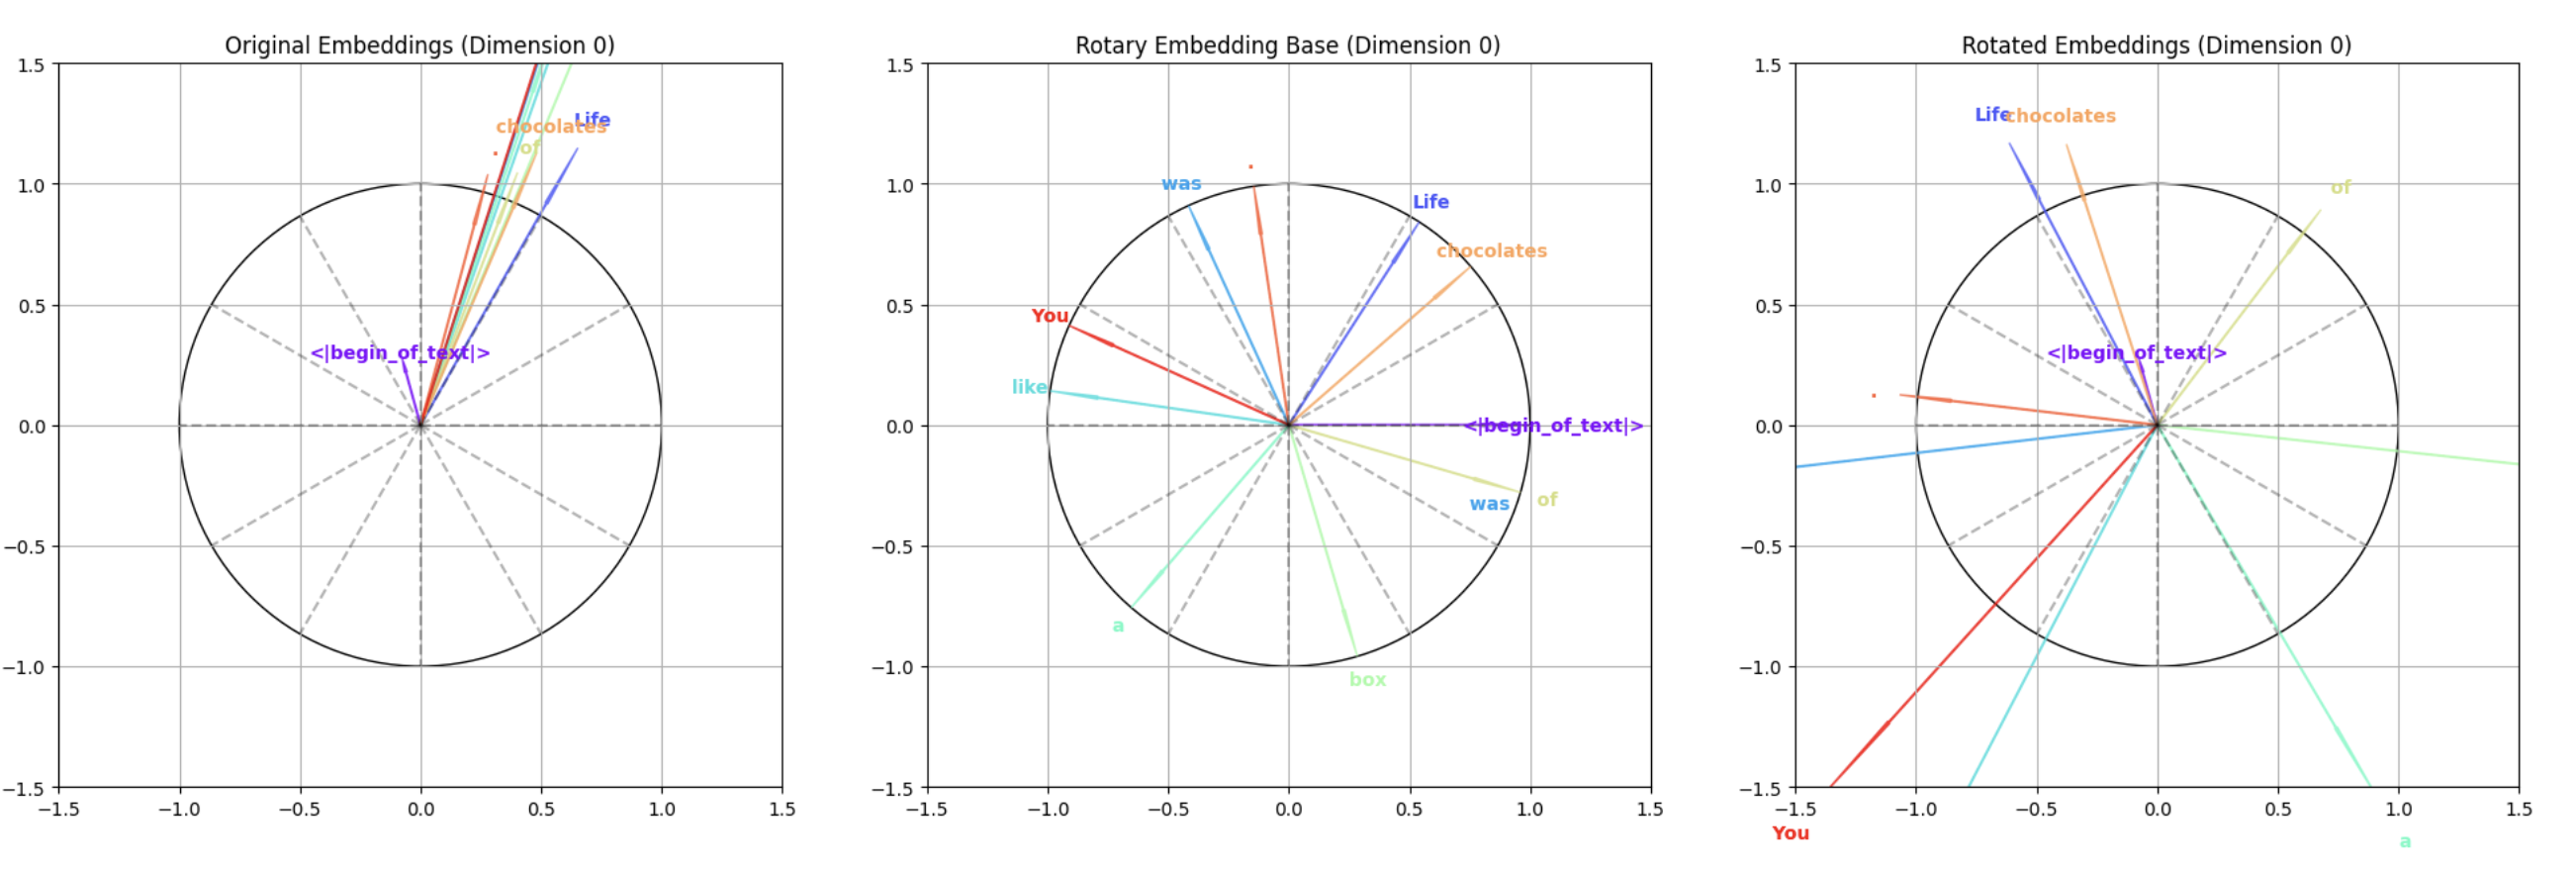 Original Embeddings (Dimension 0)
1.5
Life
chocolates
of
.
1.0
0.5
<|begin_of_text|>
0.0
−0.5
−1.0
−1.5
−1.5 −1.0 −0.5 0.0 0.5 1.0 1.5
Rotary Embedding Base (Dimension 0)
1.5
.
was
1.0
Life
chocolates
0.5
You
like
0.0
<|begin_of_text|>
was
of
−0.5
a
−1.0
box
−1.5
−1.5 −1.0 −0.5 0.0 0.5 1.0 1.5
Rotated Embeddings (Dimension 0)
1.5
Life
chocolates
1.0
of
0.5
<|begin_of_text|>
.
0.0
−0.5
−1.0
−1.5
−1.5 −1.0 −0.5 0.0 0.5 1.0 1.5
You
a